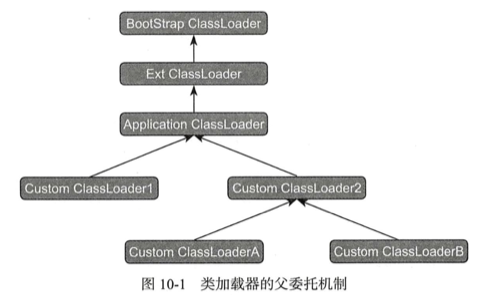 BootStrap ClassLoader
Ext ClassLoader
Application ClassLoader
Custom ClassLoader1
Custom ClassLoader2
Custom ClassLoaderA
Custom ClassLoaderB
图 10-1 类加载器的父委托机制